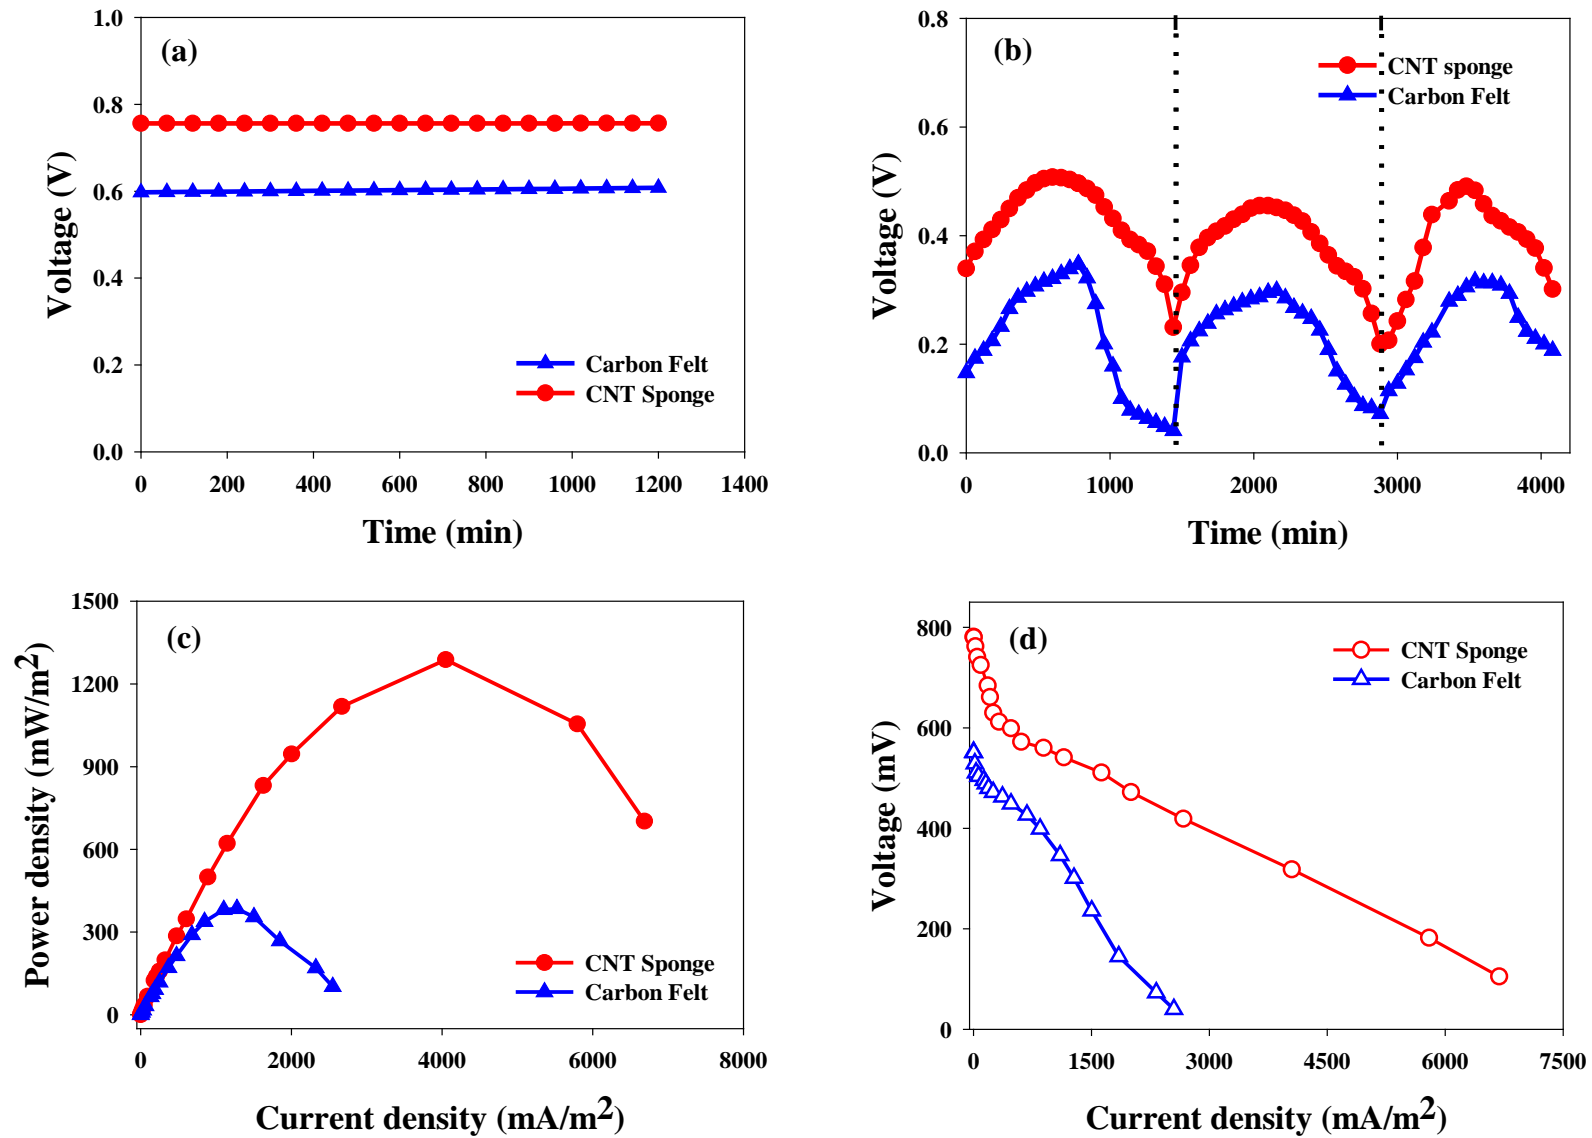 (a)
1.0
0.8
0.6
0.4
0.2
0.0
Voltage (V)
Carbon Felt
CNT Sponge
0 200 400 600 800 1000 1200 1400
Time (min)
(b)
0.8
0.6
0.4
0.2
0.0
Voltage (V)
CNT sponge
Carbon Felt
0 1000 2000 3000 4000
Time (min)
(c)
1500
1200
900
600
300
0
Power density (mW/m²)
CNT Sponge
Carbon Felt
0 2000 4000 6000 8000
Current density (mA/m²)
(d)
800
600
400
200
0
Voltage (mV)
CNT Sponge
Carbon Felt
0 1500 3000 4500 6000 7500
Current density (mA/m²)